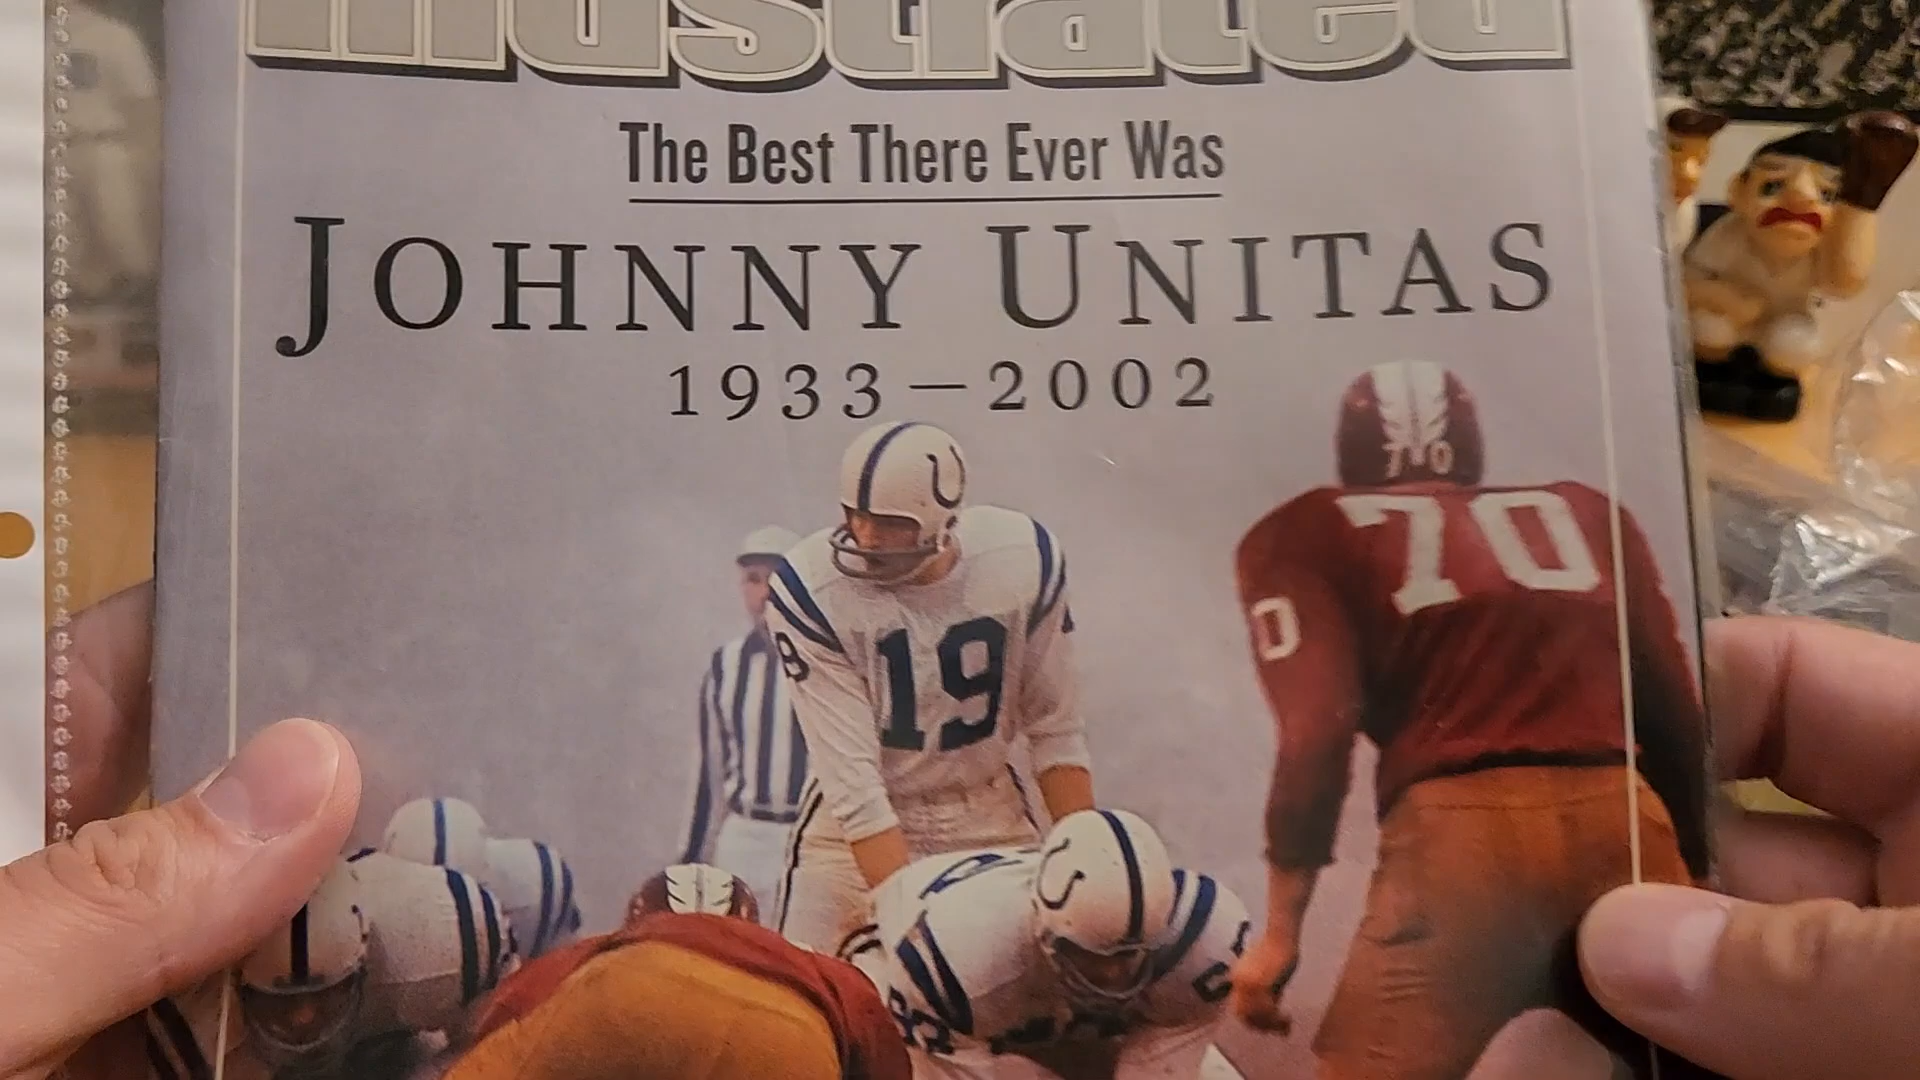 Illustrated
The Best There Ever Was
JOHNNY UNITAS
1933–2002
70
70
19